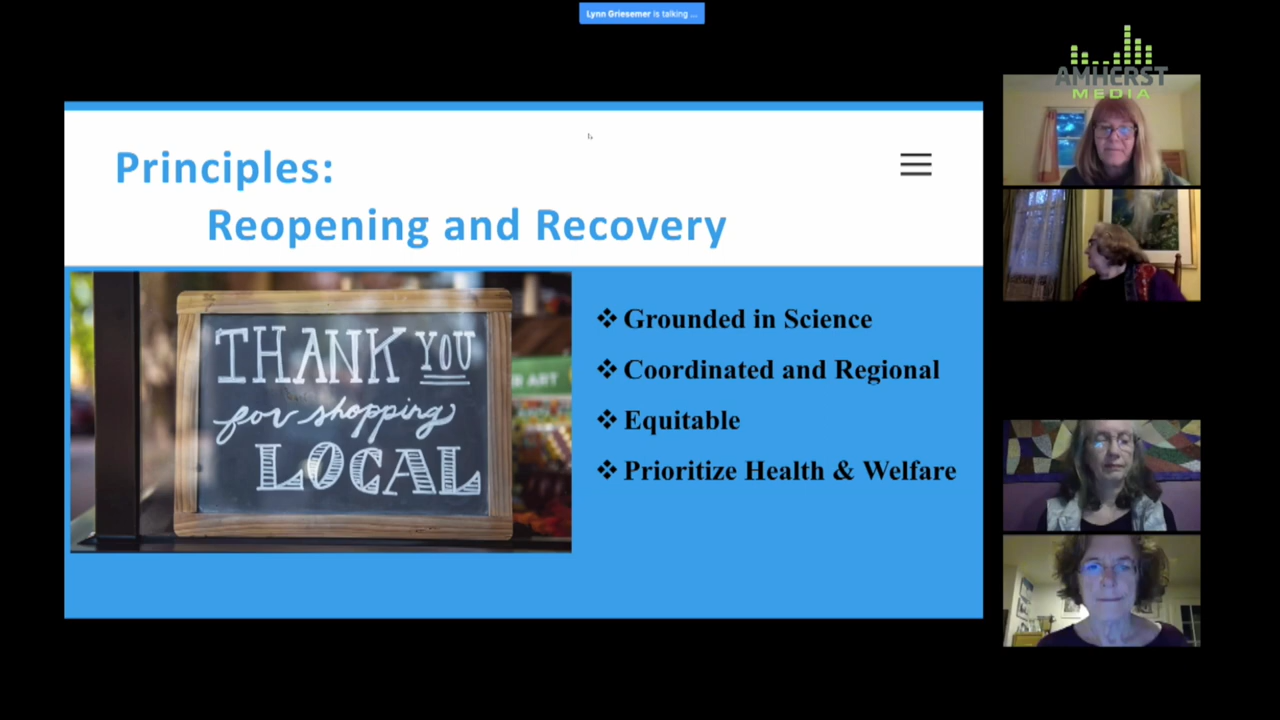 Lynn Griesemer is talking ...
AMHERST
MEDIA
Principles:
Reopening and Recovery
THANK YOU
for shopping
LOCAL
R ART
❖ Grounded in Science
❖ Coordinated and Regional
❖ Equitable
❖ Prioritize Health & Welfare